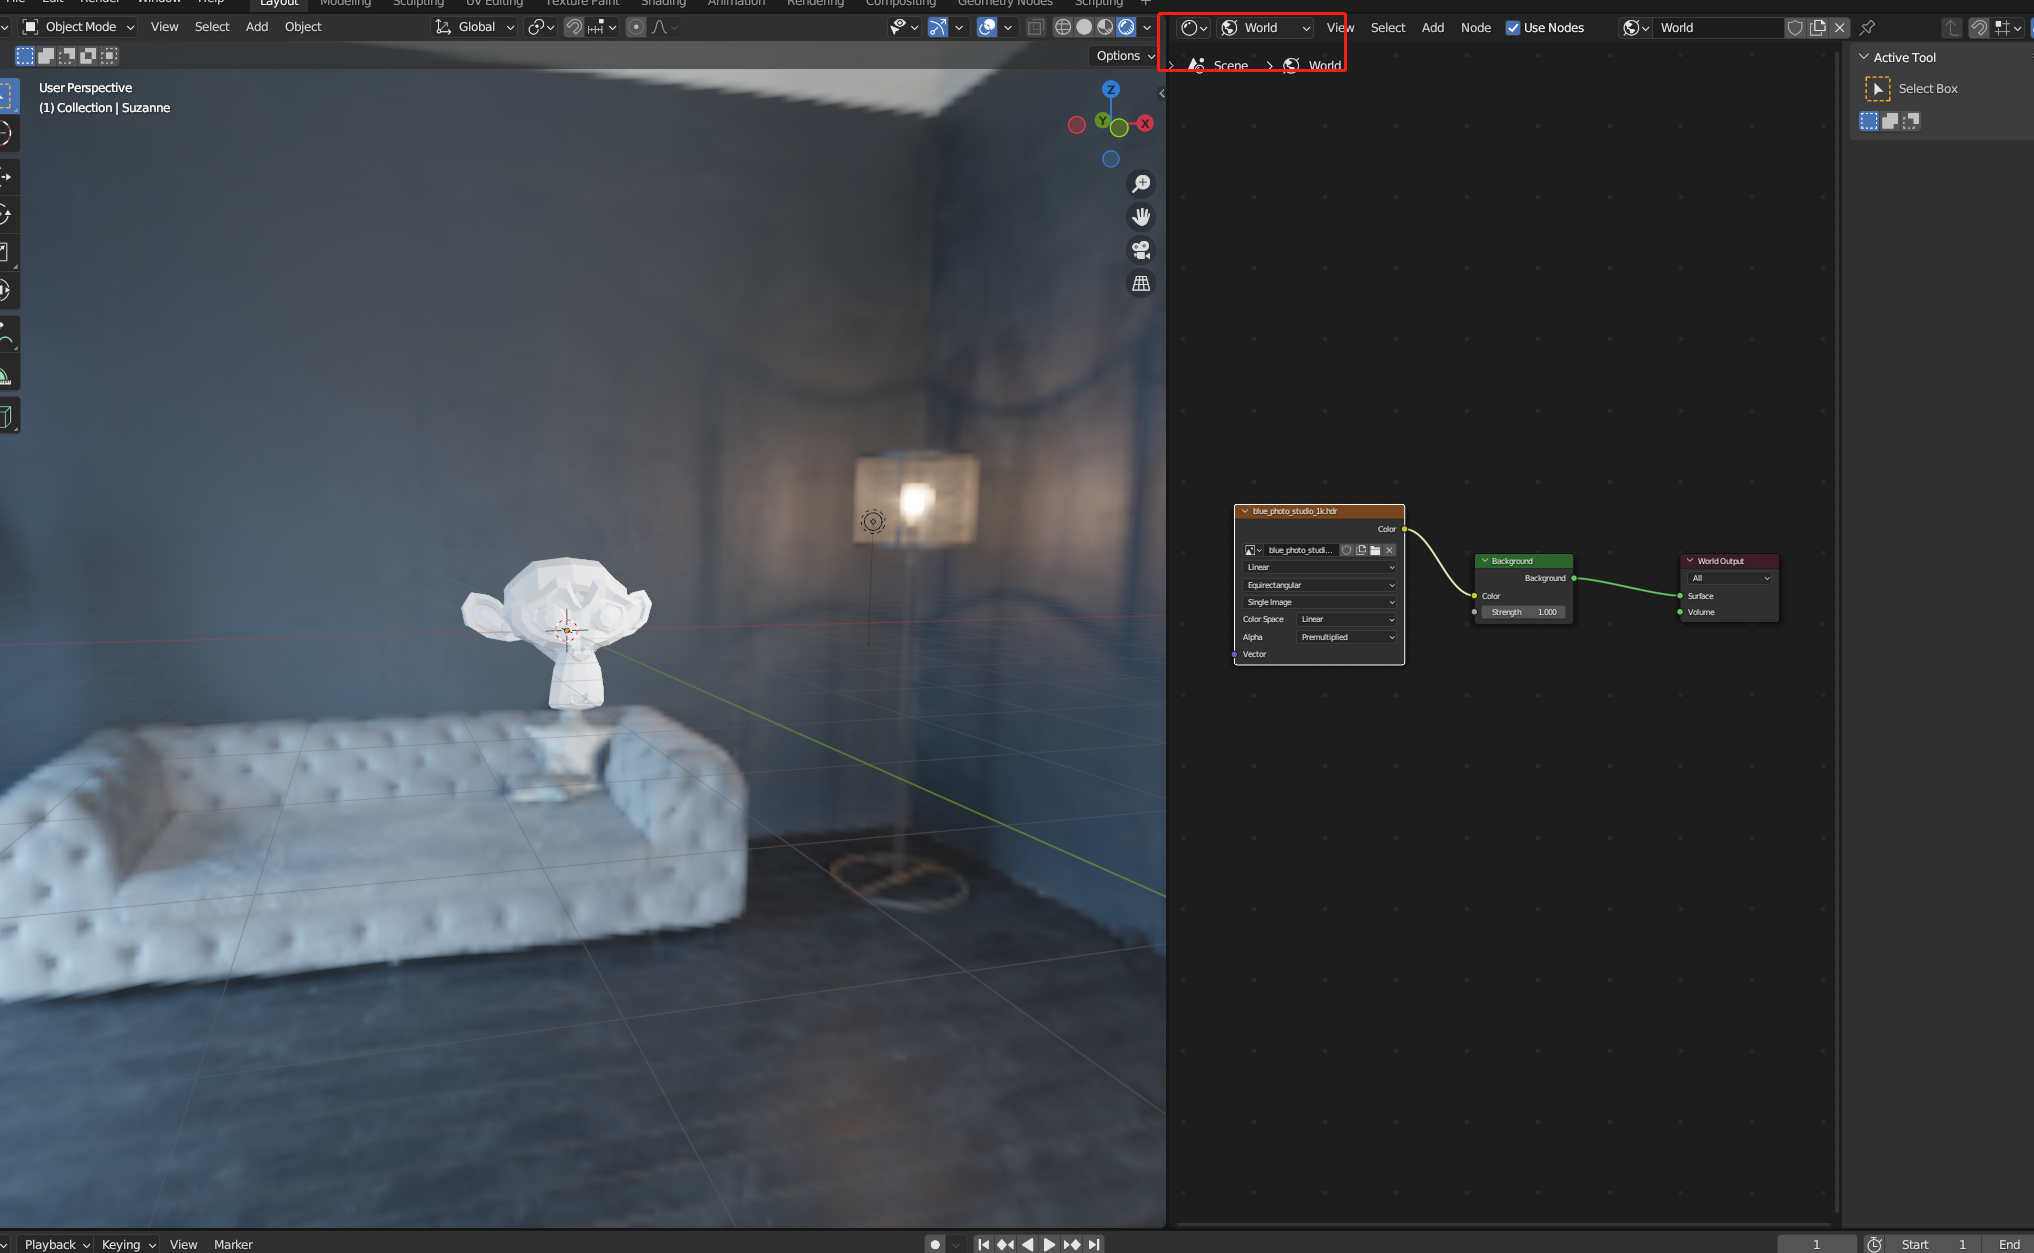 File Edit Render Window Help Layout Modeling Sculpting UV Editing Texture Paint Shading Animation Rendering Compositing Geometry Nodes Scripting +
Object Mode View Select Add Object Global
World View Select Add Node Use Nodes World
Options
Scene > World
User Perspective
(1) Collection | Suzanne
Z
Y
X
Active Tool
Select Box
blue_photo_studio_1k.hdr
Color
blue_photo_studi...
Linear
Equirectangular
Single Image
Color Space Linear
Alpha Premultiplied
Vector
Background
Background
Color
Strength 1.000
World Output
All
Surface
Volume
Playback Keying View Marker
1 Start 1 End